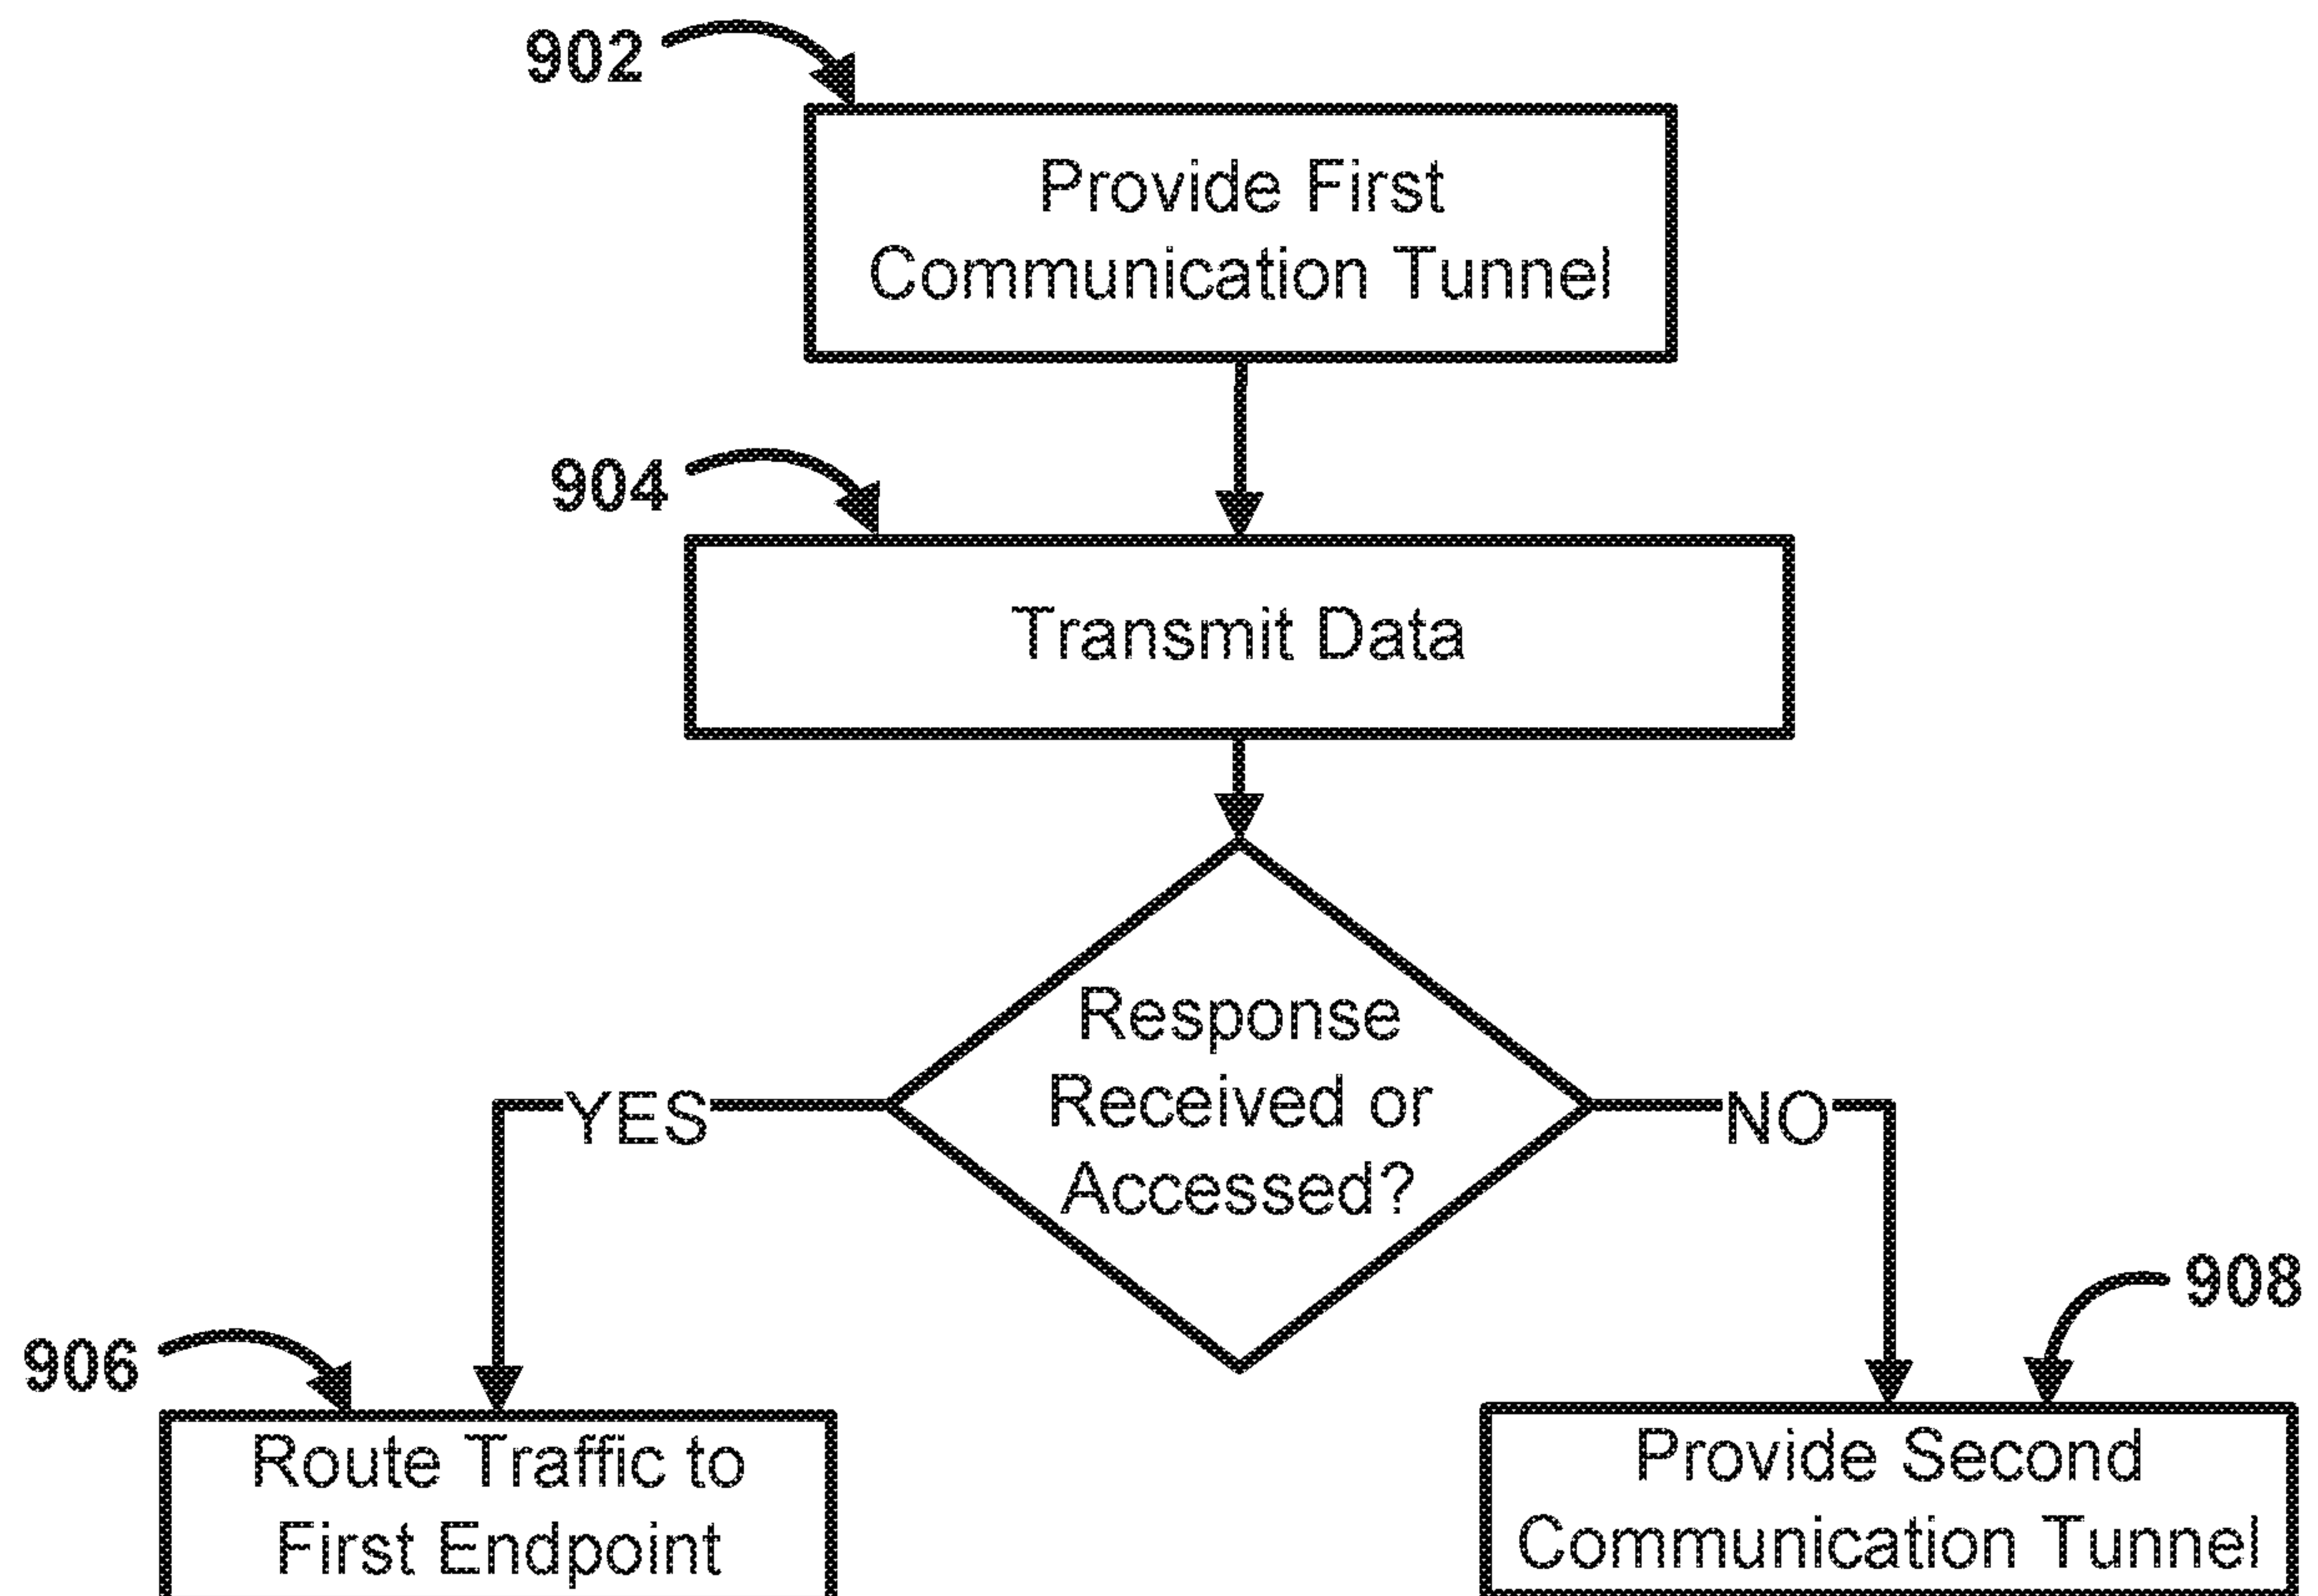 902
Provide First
Communication Tunnel
904
Transmit Data
Response
Received or
Accessed?
YES
NO
908
906
Route Traffic to
First Endpoint
Provide Second
Communication Tunnel